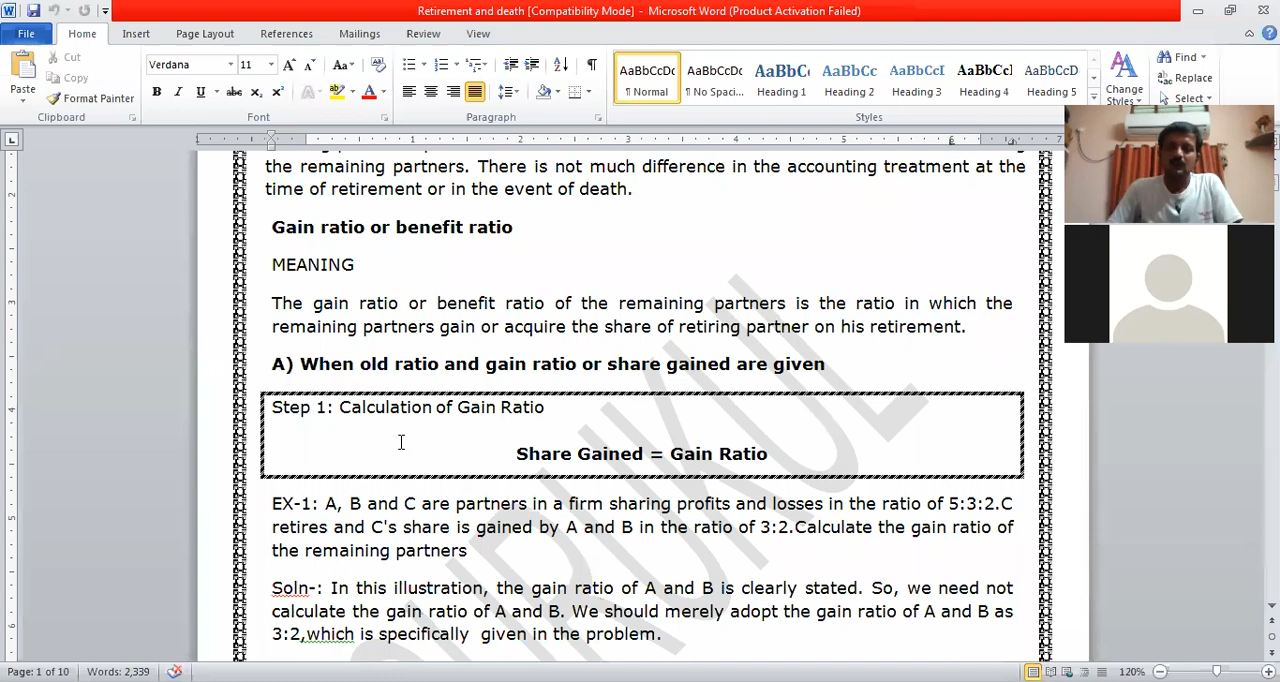 Retirement and death [Compatibility Mode] - Microsoft Word (Product Activation Failed)
File Home Insert Page Layout References Mailings Review View
Cut
Copy
Format Painter
Paste
Clipboard
Verdana 11
Font
Paragraph
AaBbCcDc AaBbCcDc AaBbC AaBbCc AaBbCcI AaBbCcI AaBbCcD
¶ Normal ¶ No Spaci... Heading 1 Heading 2 Heading 3 Heading 4 Heading 5
Styles
Change
Styles
Find
Replace
Select
the remaining partners. There is not much difference in the accounting treatment at the
time of retirement or in the event of death.
Gain ratio or benefit ratio
MEANING
The gain ratio or benefit ratio of the remaining partners is the ratio in which the
remaining partners gain or acquire the share of retiring partner on his retirement.
A) When old ratio and gain ratio or share gained are given
Step 1: Calculation of Gain Ratio
Share Gained = Gain Ratio
EX-1: A, B and C are partners in a firm sharing profits and losses in the ratio of 5:3:2.C
retires and C's share is gained by A and B in the ratio of 3:2.Calculate the gain ratio of
the remaining partners
Soln-: In this illustration, the gain ratio of A and B is clearly stated. So, we need not
calculate the gain ratio of A and B. We should merely adopt the gain ratio of A and B as
3:2,which is specifically given in the problem.
Page: 1 of 10 Words: 2,339 120%